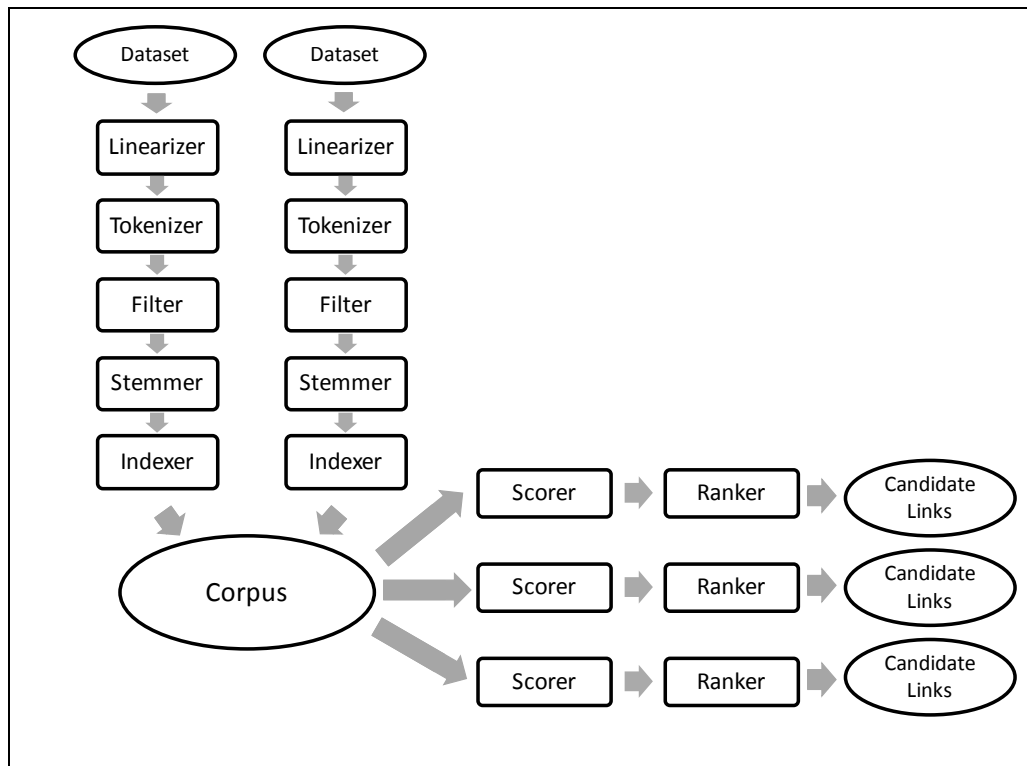 Dataset
Dataset
Linearizer
Linearizer
Tokenizer
Tokenizer
Filter
Filter
Stemmer
Stemmer
Indexer
Indexer
Corpus
Scorer
Ranker
Candidate
Links
Scorer
Ranker
Candidate
Links
Scorer
Ranker
Candidate
Links